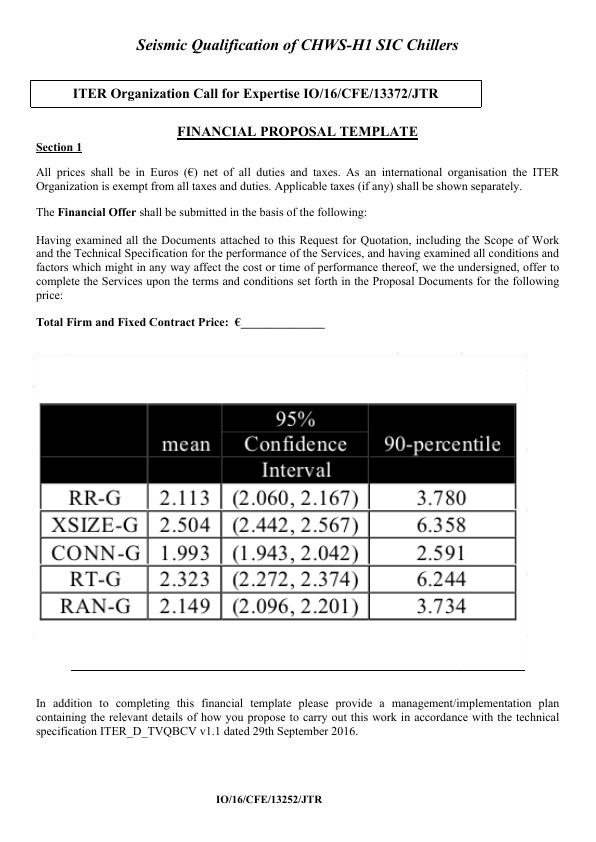 Seismic Qualification of CHWS-H1 SIC Chillers
ITER Organization Call for Expertise IO/16/CFE/13372/JTR
FINANCIAL PROPOSAL TEMPLATE
Section 1
All prices shall be in Euros (€) net of all duties and taxes. As an international organisation the ITER
Organization is exempt from all taxes and duties. Applicable taxes (if any) shall be shown separately.
The Financial Offer shall be submitted in the basis of the following:
Having examined all the Documents attached to this Request for Quotation, including the Scope of Work
and the Technical Specification for the performance of the Services, and having examined all conditions and
factors which might in any way affect the cost or time of performance thereof, we the undersigned, offer to
complete the Services upon the terms and conditions set forth in the Proposal Documents for the following
price:
Total Firm and Fixed Contract Price: €______________
95%
mean Confidence 90-percentile
Interval
RR-G 2.113 (2.060, 2.167) 3.780
XSIZE-G 2.504 (2.442, 2.567) 6.358
CONN-G 1.993 (1.943, 2.042) 2.591
RT-G 2.323 (2.272, 2.374) 6.244
RAN-G 2.149 (2.096, 2.201) 3.734
In addition to completing this financial template please provide a management/implementation plan
containing the relevant details of how you propose to carry out this work in accordance with the technical
specification ITER_D_TVQBCV v1.1 dated 29th September 2016.
IO/16/CFE/13252/JTR